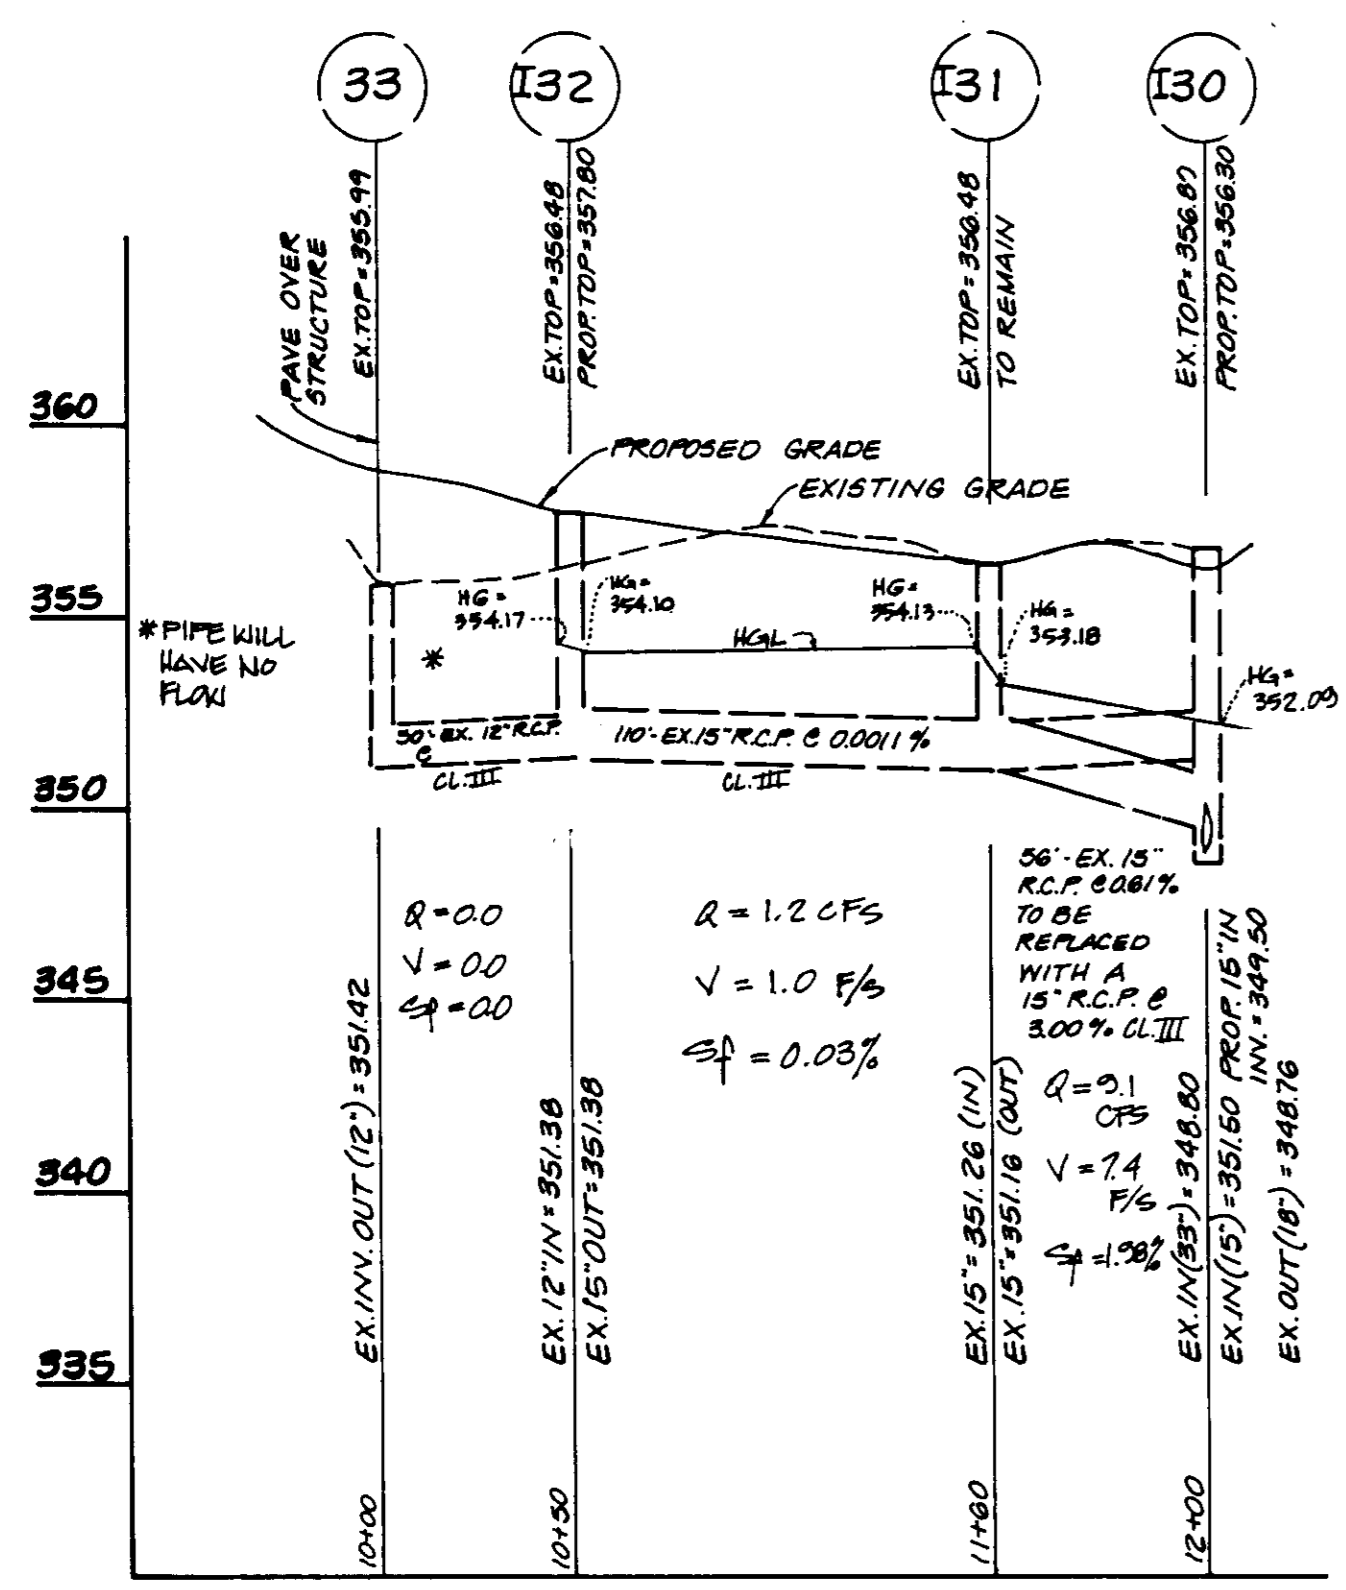 33
I32
I31
I30
PAVE OVER
STRUCTURE
EX.TOP=355.99
EX.TOP=356.48
PROP.TOP=357.80
EX.TOP=356.48
TO REMAIN
EX.TOP=356.87
PROP.TOP=356.30
360
355
350
345
340
335
PROPOSED GRADE
EXISTING GRADE
* PIPE WILL
HAVE NO
FLOW
*
HG=
354.17
HG=
354.10
HGL
HG=
354.13
HG=
353.18
HG=
352.09
50'-EX. 12" R.C.P.
@
CL.III
110'-EX.15" R.C.P. @ 0.0011 %
CL.III
56'-EX. 15"
R.C.P. @ 0.61%
TO BE
REPLACED
WITH A
15" R.C.P. @
3.00% CL.III
Q=0.0
V=0.0
Sf=0.0
Q=1.2 CFS
V=1.0 F/S
Sf=0.03%
Q=9.1
CFS
V=7.4
F/S
Sf=1.98%
EX.INV.OUT(12")=351.42
EX.12"IN=351.38
EX.15"OUT=351.38
EX.15"=351.26 (IN)
EX.15"=351.16 (OUT)
EX.IN(33")=348.80
EX.IN(15")=351.50 PROP. 15" IN
INV.=349.50
EX.OUT(18")=348.76
10+00
10+50
11+60
12+00